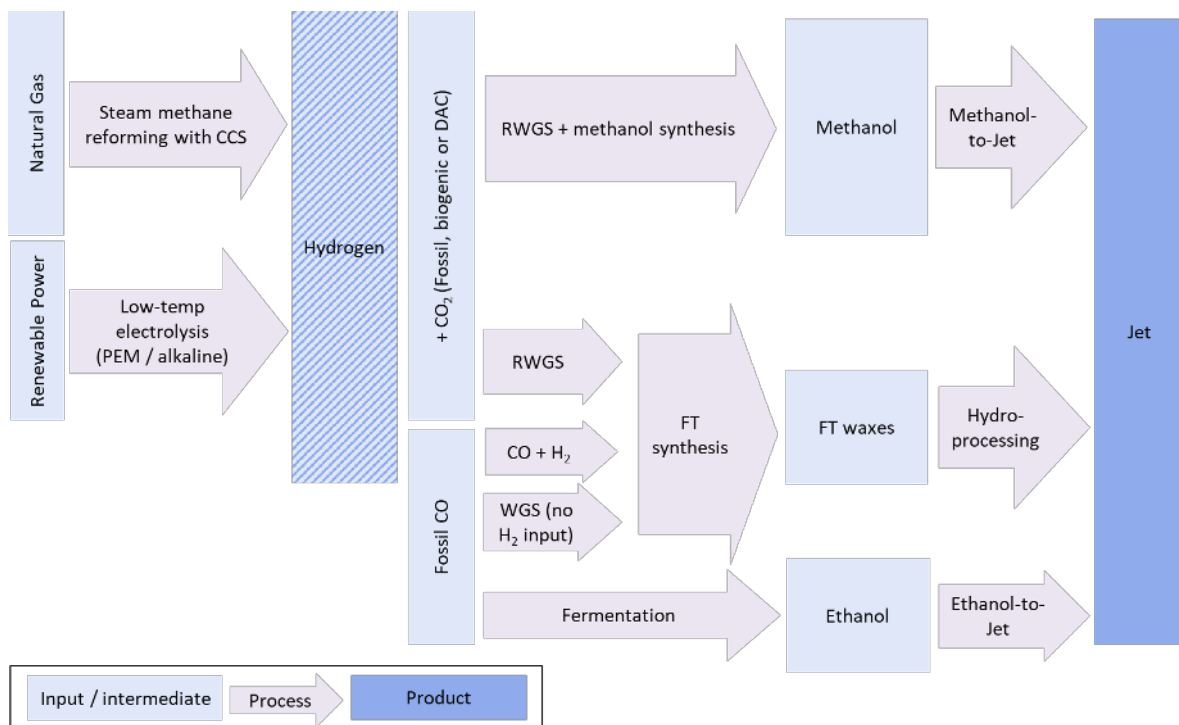 Natural Gas
Steam methane
reforming with CCS
Renewable Power
Low-temp
electrolysis
(PEM / alkaline)
Hydrogen
+ CO₂ (Fossil, biogenic or DAC)
Fossil CO
RWGS + methanol synthesis
Methanol
Methanol-
to-Jet
RWGS
CO + H₂
WGS (no
H₂ input)
FT
synthesis
FT waxes
Hydro-
processing
Fermentation
Ethanol
Ethanol-to-
Jet
Jet
Input / intermediate
Process
Product